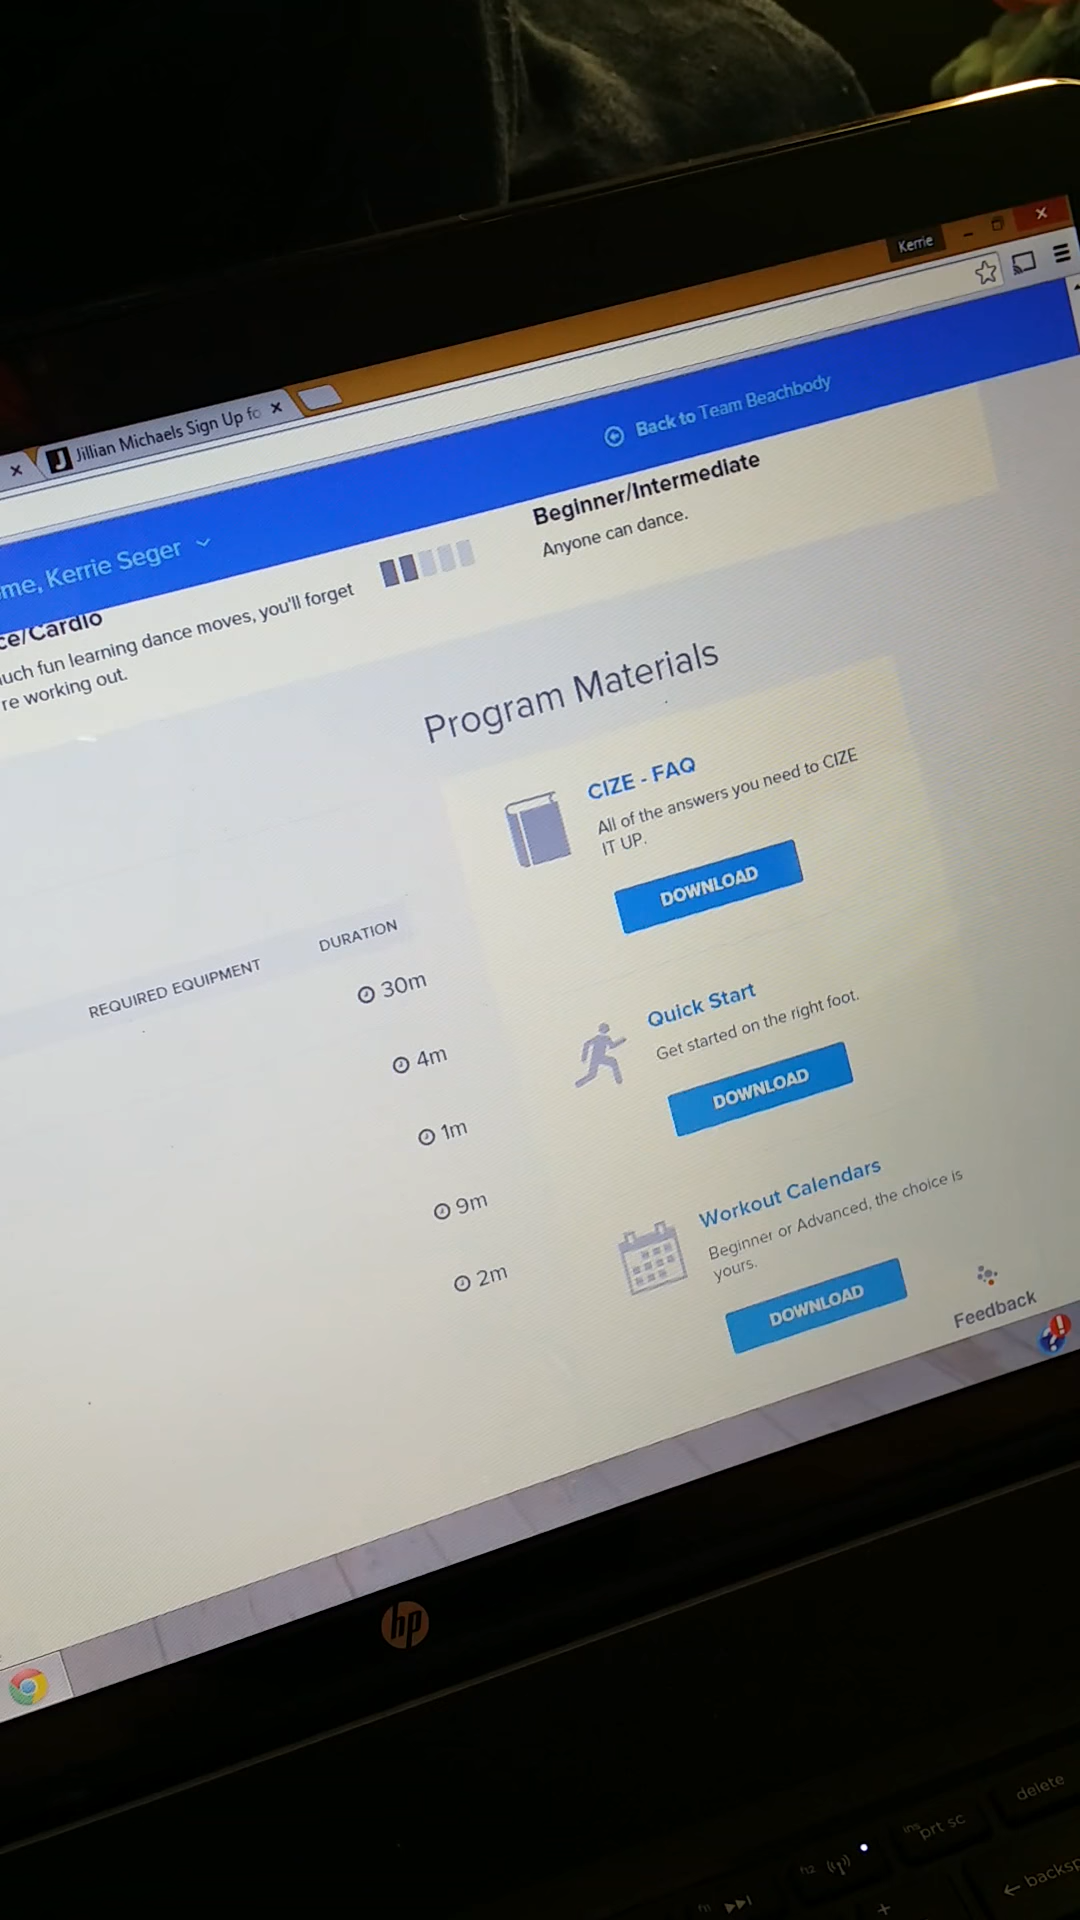 Kerrie
Jillian Michaels Sign Up fo
Back to Team Beachbody
me, Kerrie Seger
Beginner/Intermediate
Anyone can dance.
ce/Cardio
uch fun learning dance moves, you'll forget
re working out.
Program Materials
CIZE - FAQ
All of the answers you need to CIZE
IT UP.
DOWNLOAD
REQUIRED EQUIPMENT
DURATION
30m
4m
1m
9m
2m
Quick Start
Get started on the right foot.
DOWNLOAD
Workout Calendars
Beginner or Advanced, the choice is
yours.
DOWNLOAD
Feedback
hp
delete
ins
prt sc
f12
f11
← backsp
+